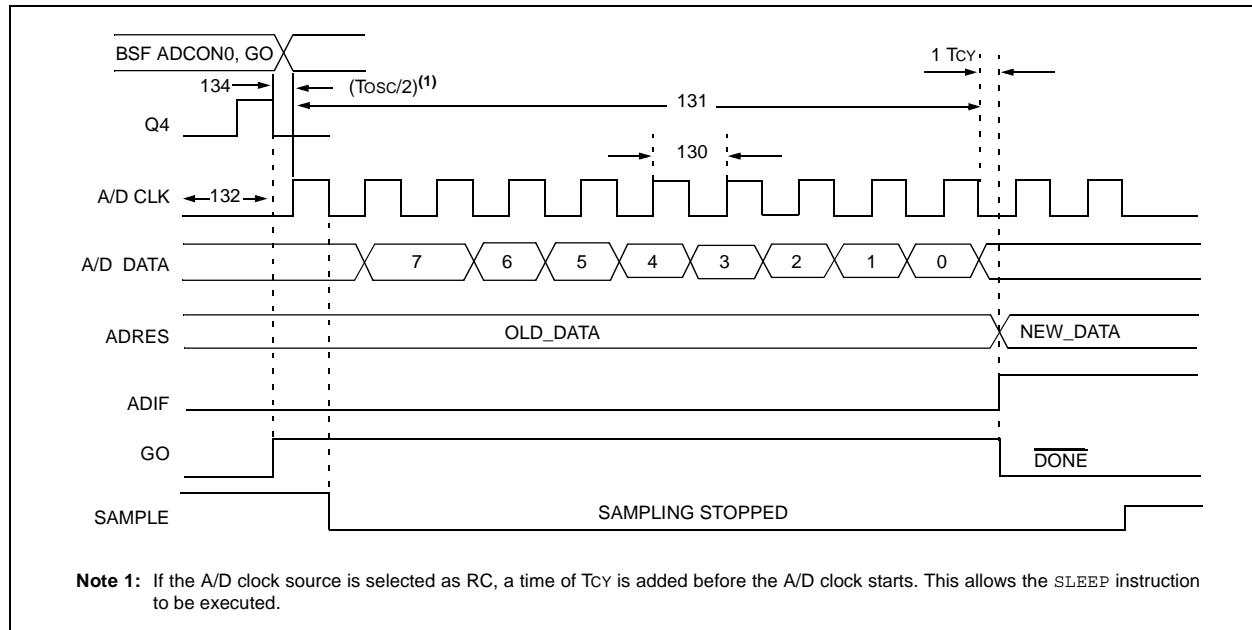 BSF ADCON0, GO
134
(TOSC/2)(1)
131
1 TCY
Q4
130
A/D CLK
132
A/D DATA
7 6 5 4 3 2 1 0
ADRES
OLD_DATA
NEW_DATA
ADIF
GO
DONE
SAMPLE
SAMPLING STOPPED
Note 1: If the A/D clock source is selected as RC, a time of TCY is added before the A/D clock starts. This allows the SLEEP instruction
to be executed.